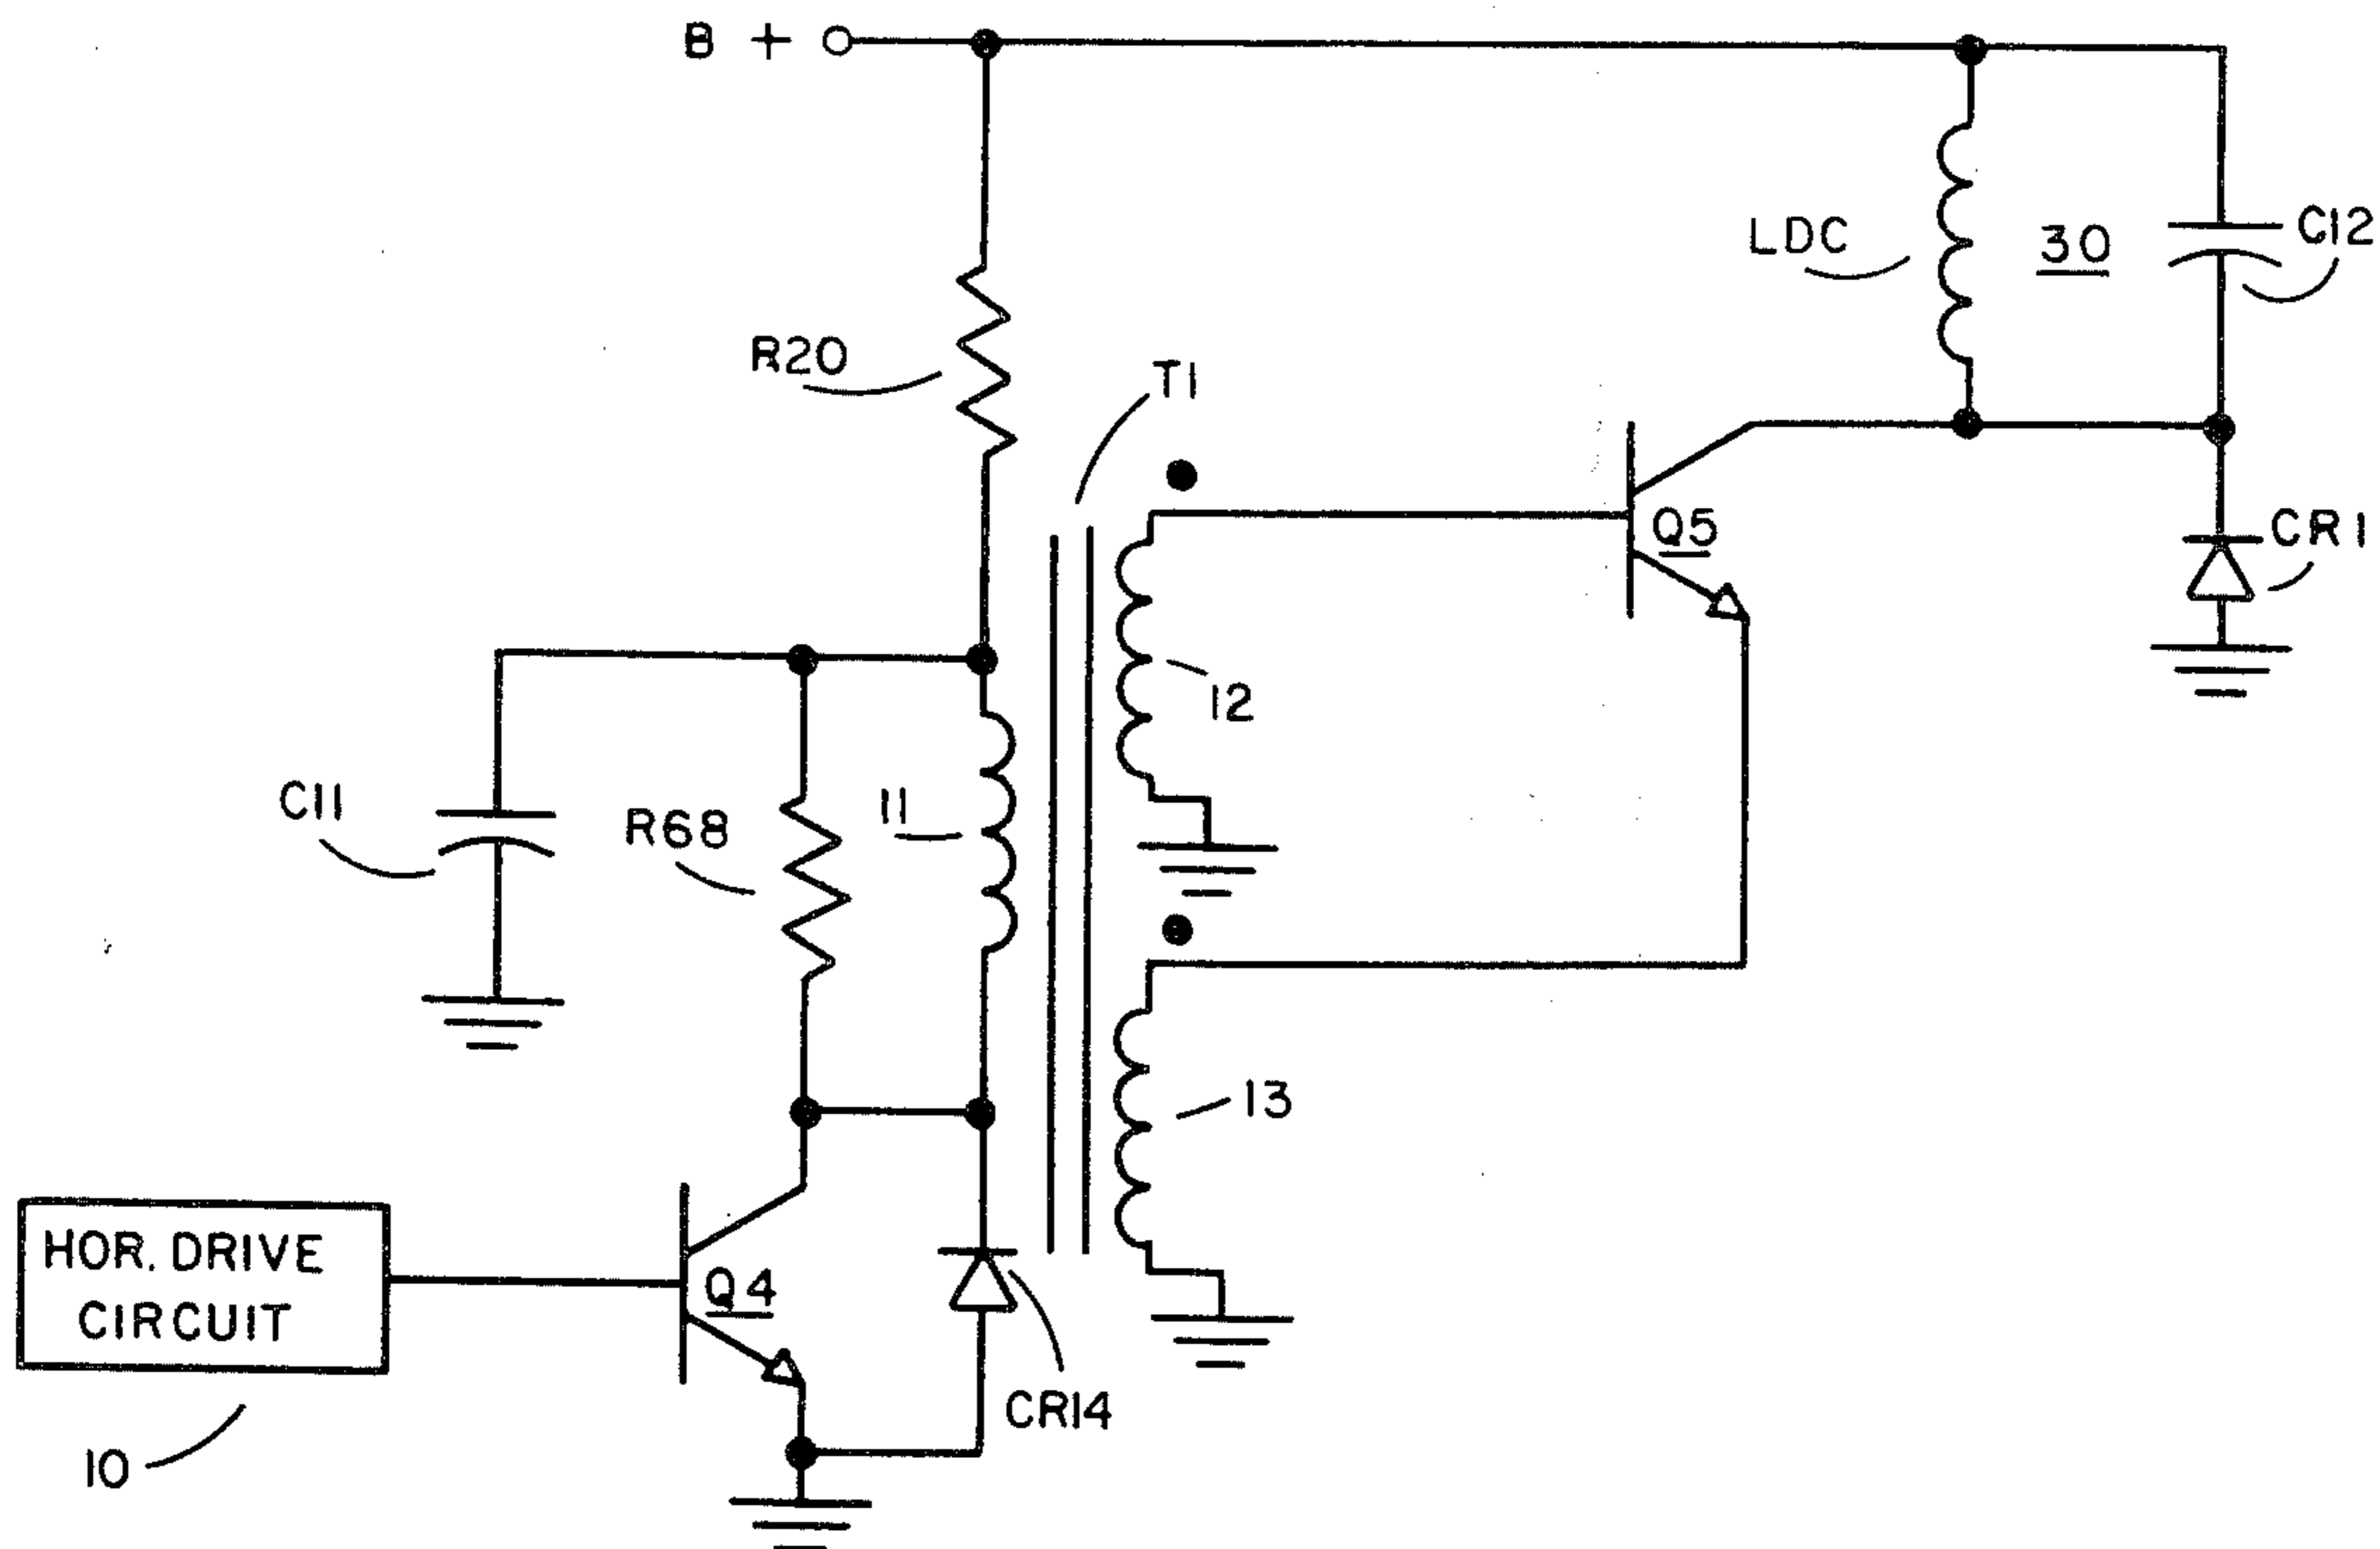 B +
LDC
30
C12
R20
T1
Q5
CR1
12
C11
R68
11
13
HOR. DRIVE
CIRCUIT
Q4
CR14
10